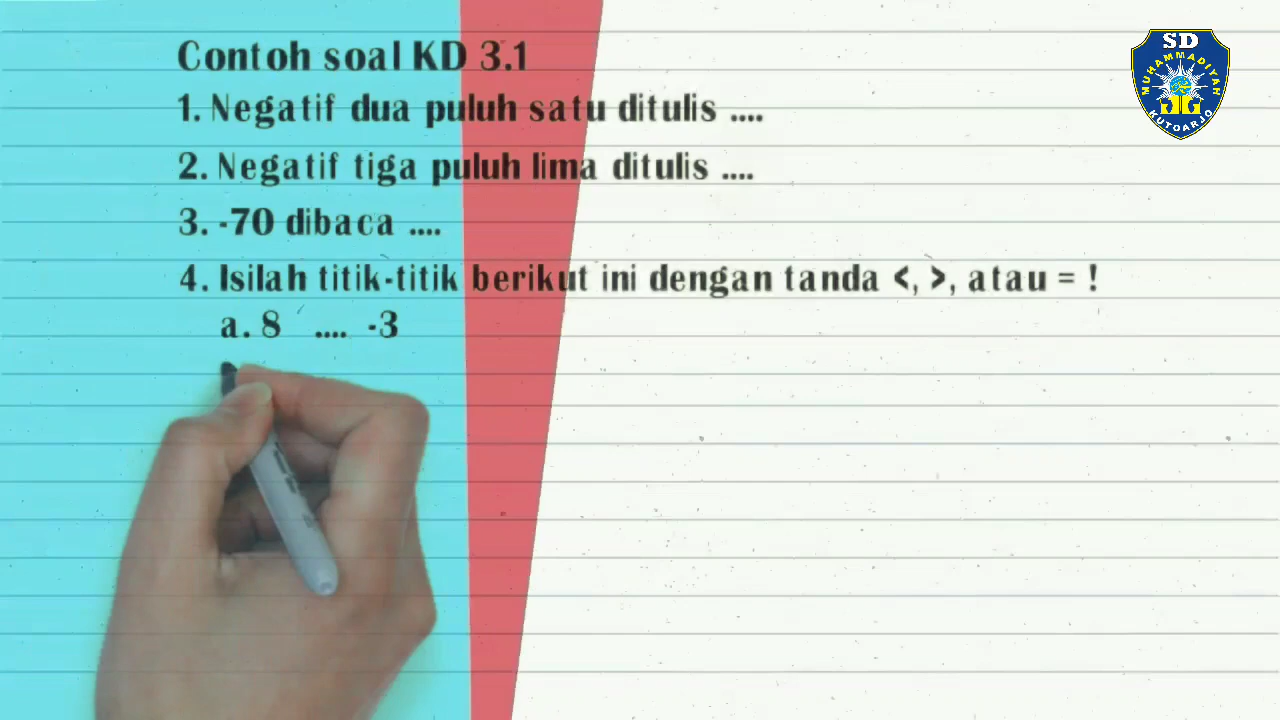 Contoh soal KD 3.1
1. Negatif dua puluh satu ditulis ....
2. Negatif tiga puluh lima ditulis ....
3. -70 dibaca ....
4. Isilah titik-titik berikut ini dengan tanda <, >, atau = !
a. 8 .... -3
SD
MUHAMMADIYAH
KUTOARJO